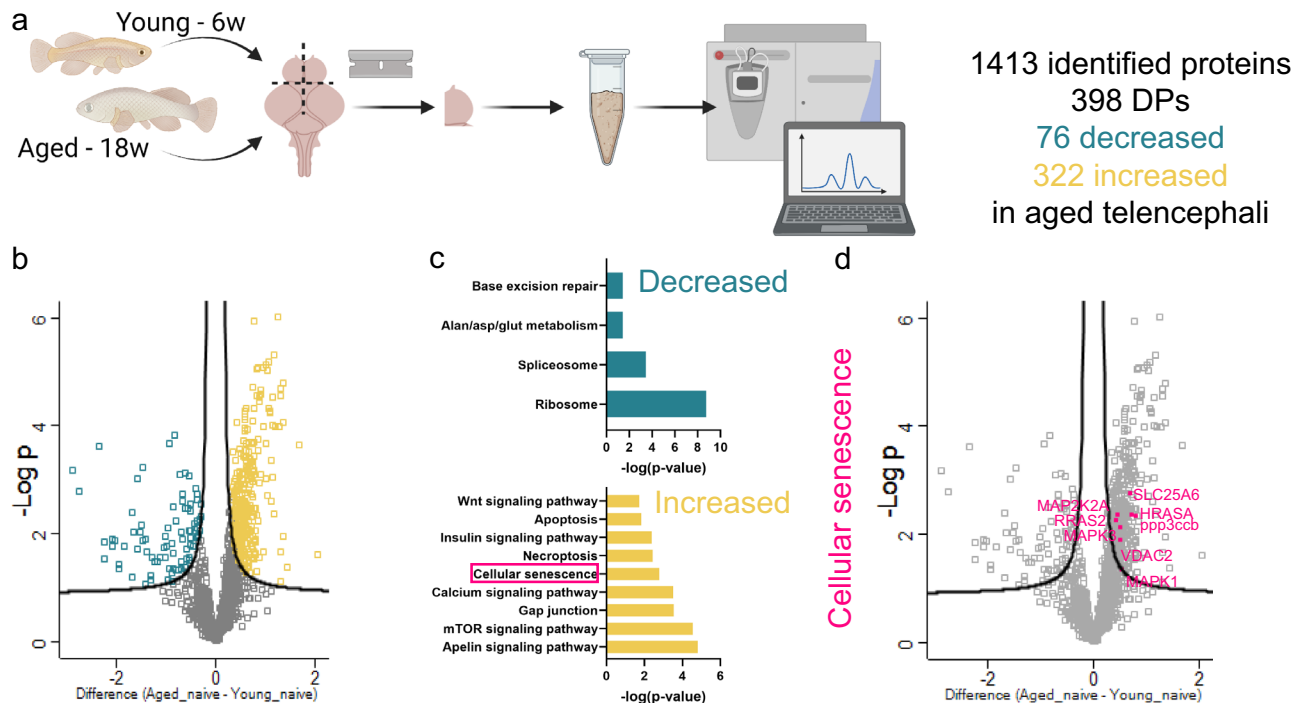 a
Young - 6w
Aged - 18w
1413 identified proteins
398 DPs
76 decreased
322 increased
in aged telencephali
b
6
4
2
0
-Log p
-2
0
2
Difference (Aged_naive - Young_naive)
c
Decreased
Base excision repair
Alan/asp/glut metabolism
Spliceosome
Ribosome
0 2 4 6 8 10
-log(p-value)
Increased
Wnt signaling pathway
Apoptosis
Insulin signaling pathway
Necroptosis
Cellular senescence
Calcium signaling pathway
Gap junction
mTOR signaling pathway
Apelin signaling pathway
0 2 4 6
-log(p-value)
Cellular senescence
d
6
4
2
0
-Log p
SLC25A6
MAP2K2A
HRASA
RRAS2
ppp3ccb
MAPK3
VDAC2
MAPK1
-2
0
2
Difference (Aged_naive - Young_naive)